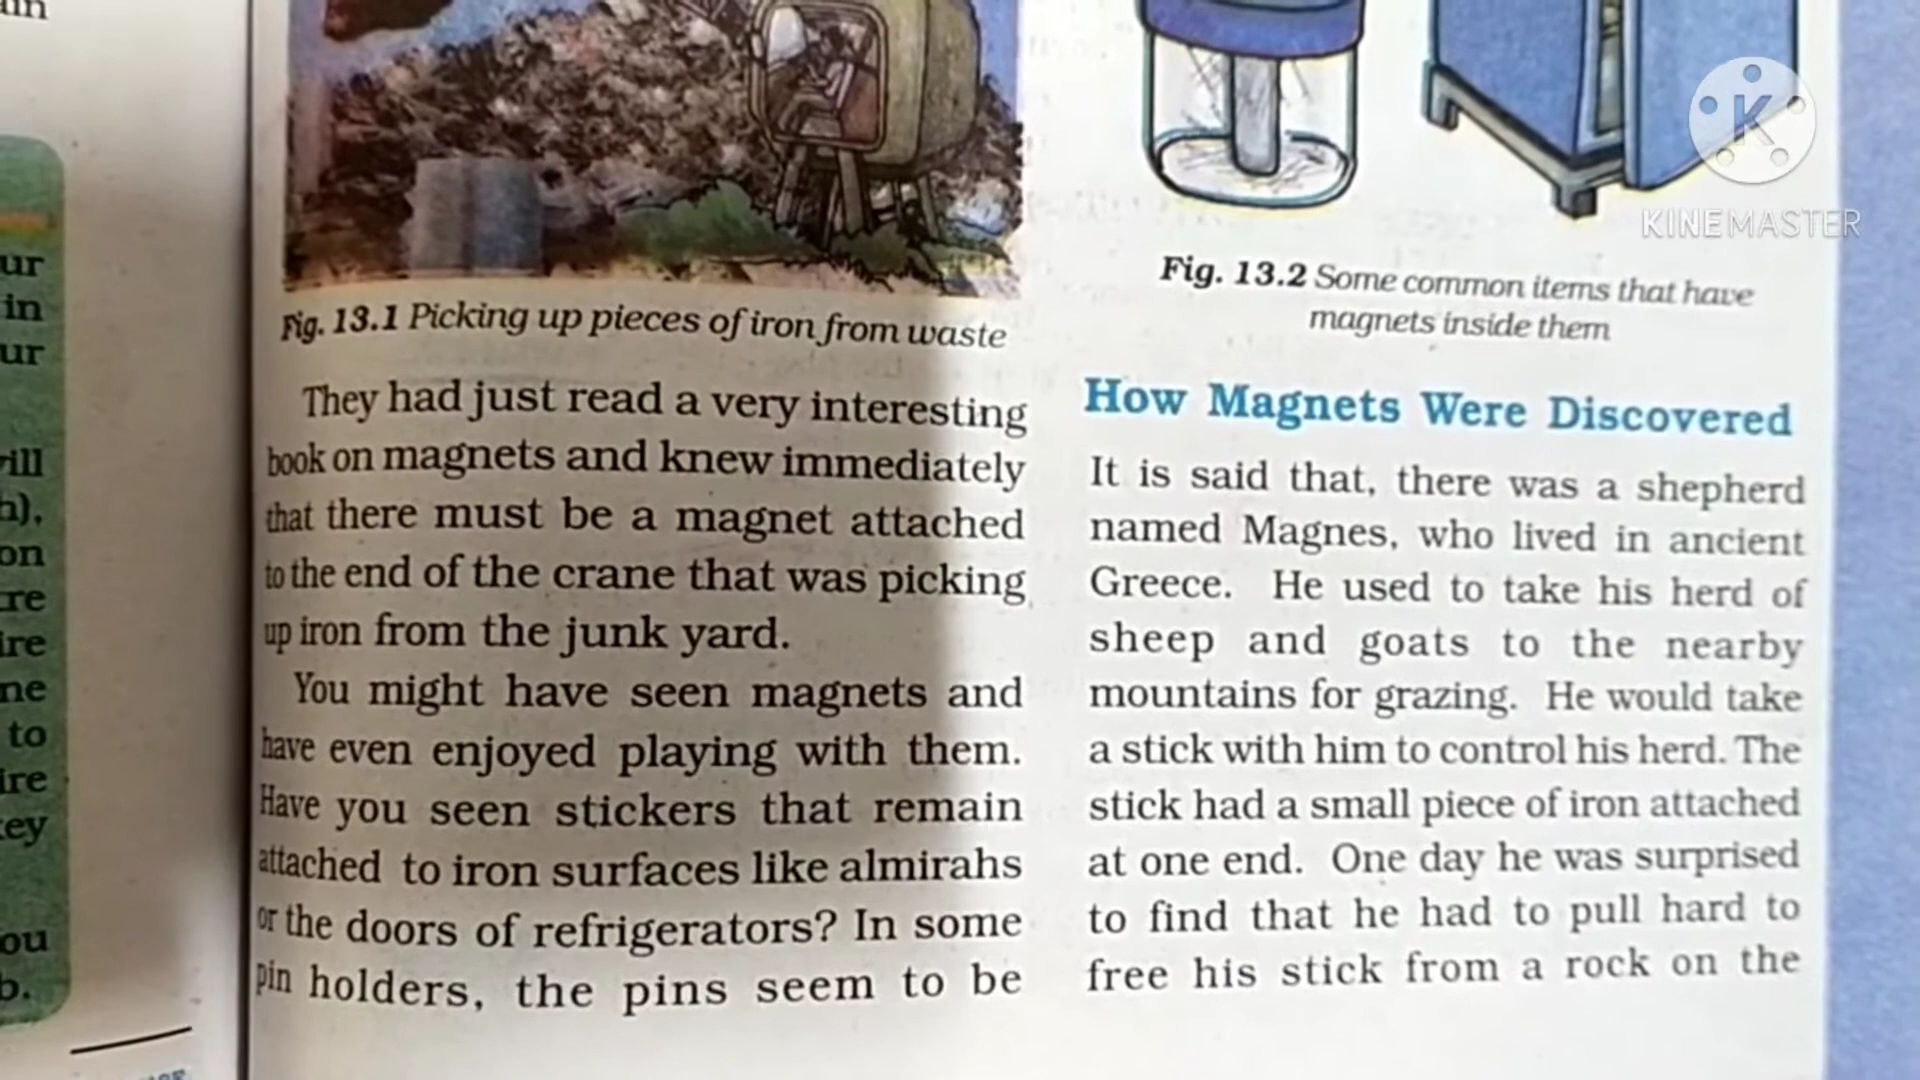 ur
in
ur
on
to
ou
b.
Fig. 13.1 Picking up pieces of iron from waste
They had just read a very interesting
book on magnets and knew immediately
that there must be a magnet attached
to the end of the crane that was picking
up iron from the junk yard.
You might have seen magnets and
have even enjoyed playing with them.
Have you seen stickers that remain
attached to iron surfaces like almirahs
or the doors of refrigerators? In some
pin holders, the pins seem to be
Fig. 13.2 Some common items that have
magnets inside them
How Magnets Were Discovered
It is said that, there was a shepherd
named Magnes, who lived in ancient
Greece. He used to take his herd of
sheep and goats to the nearby
mountains for grazing. He would take
a stick with him to control his herd. The
stick had a small piece of iron attached
at one end. One day he was surprised
to find that he had to pull hard to
free his stick from a rock on the
K
KINEMASTER